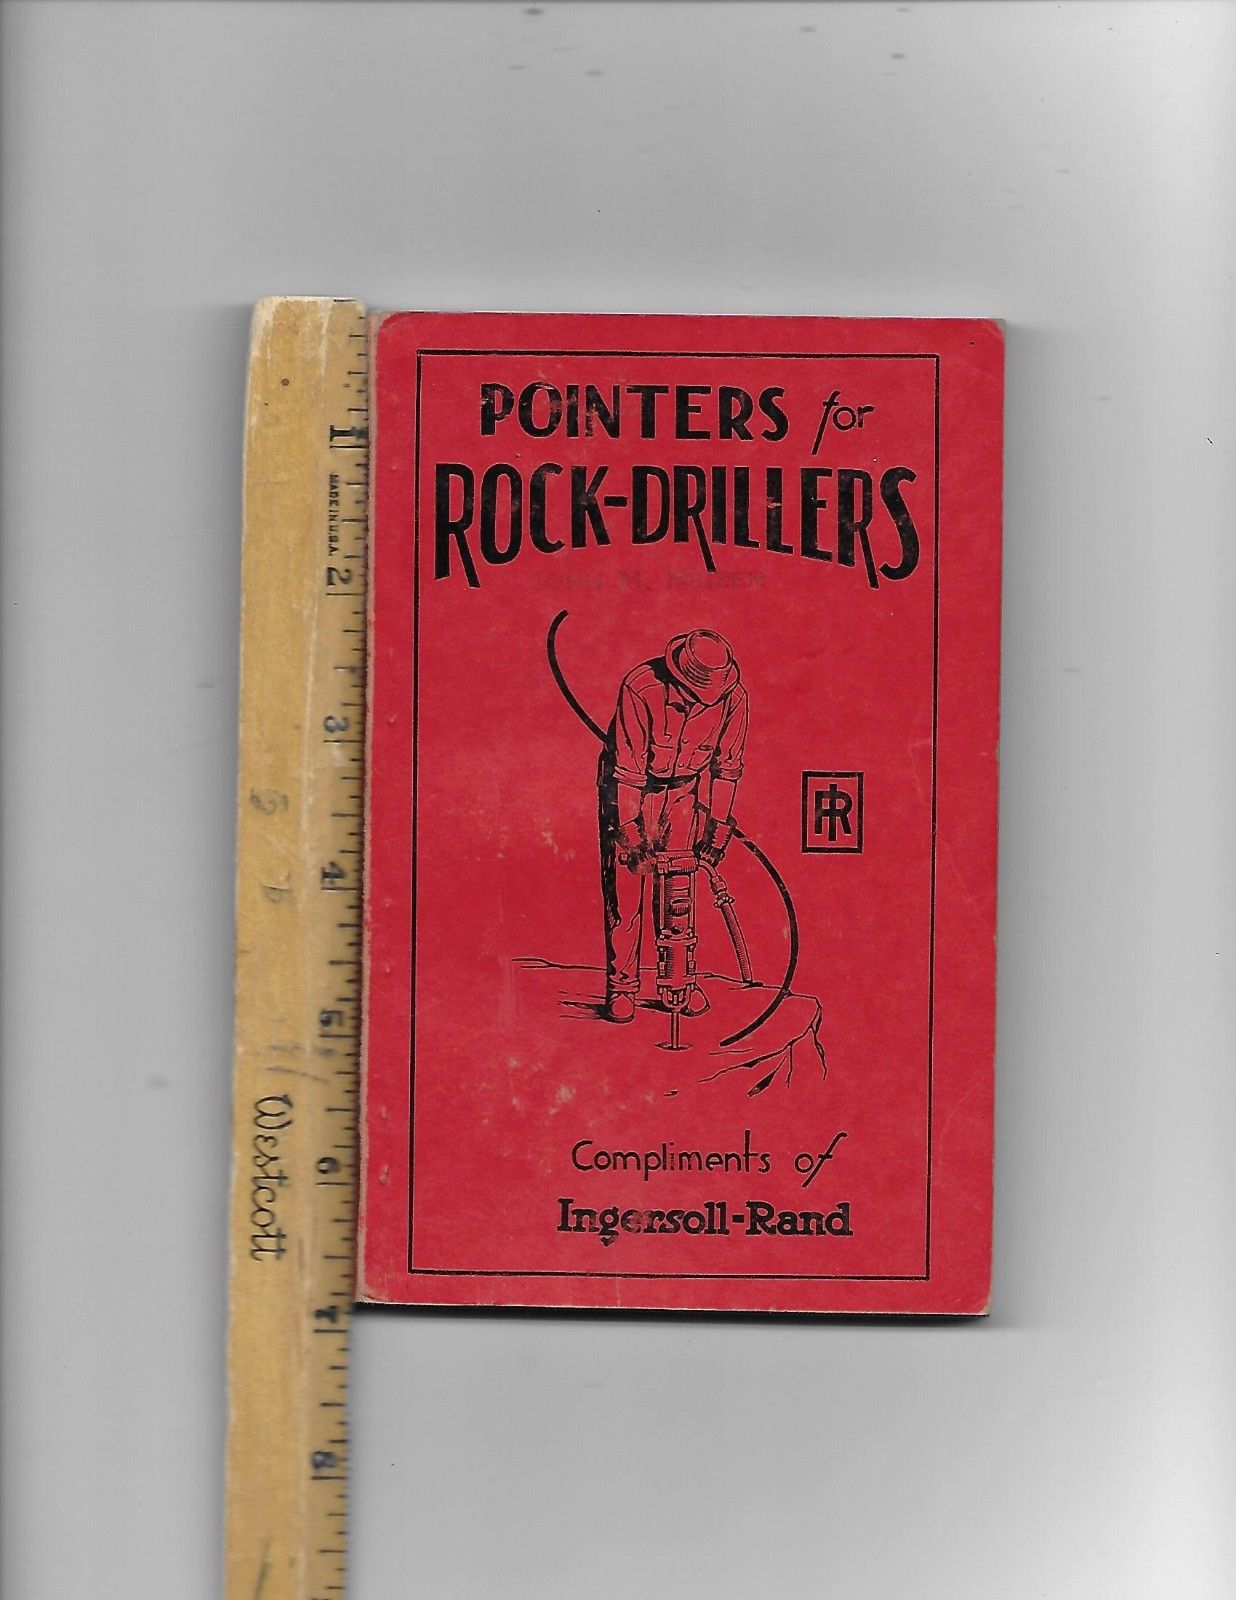 POINTERS for
ROCK-DRILLERS
IR
Compliments of
Ingersoll-Rand
1
MADE IN U.S.A.
2
3
4
5
6
7
8
Westcott